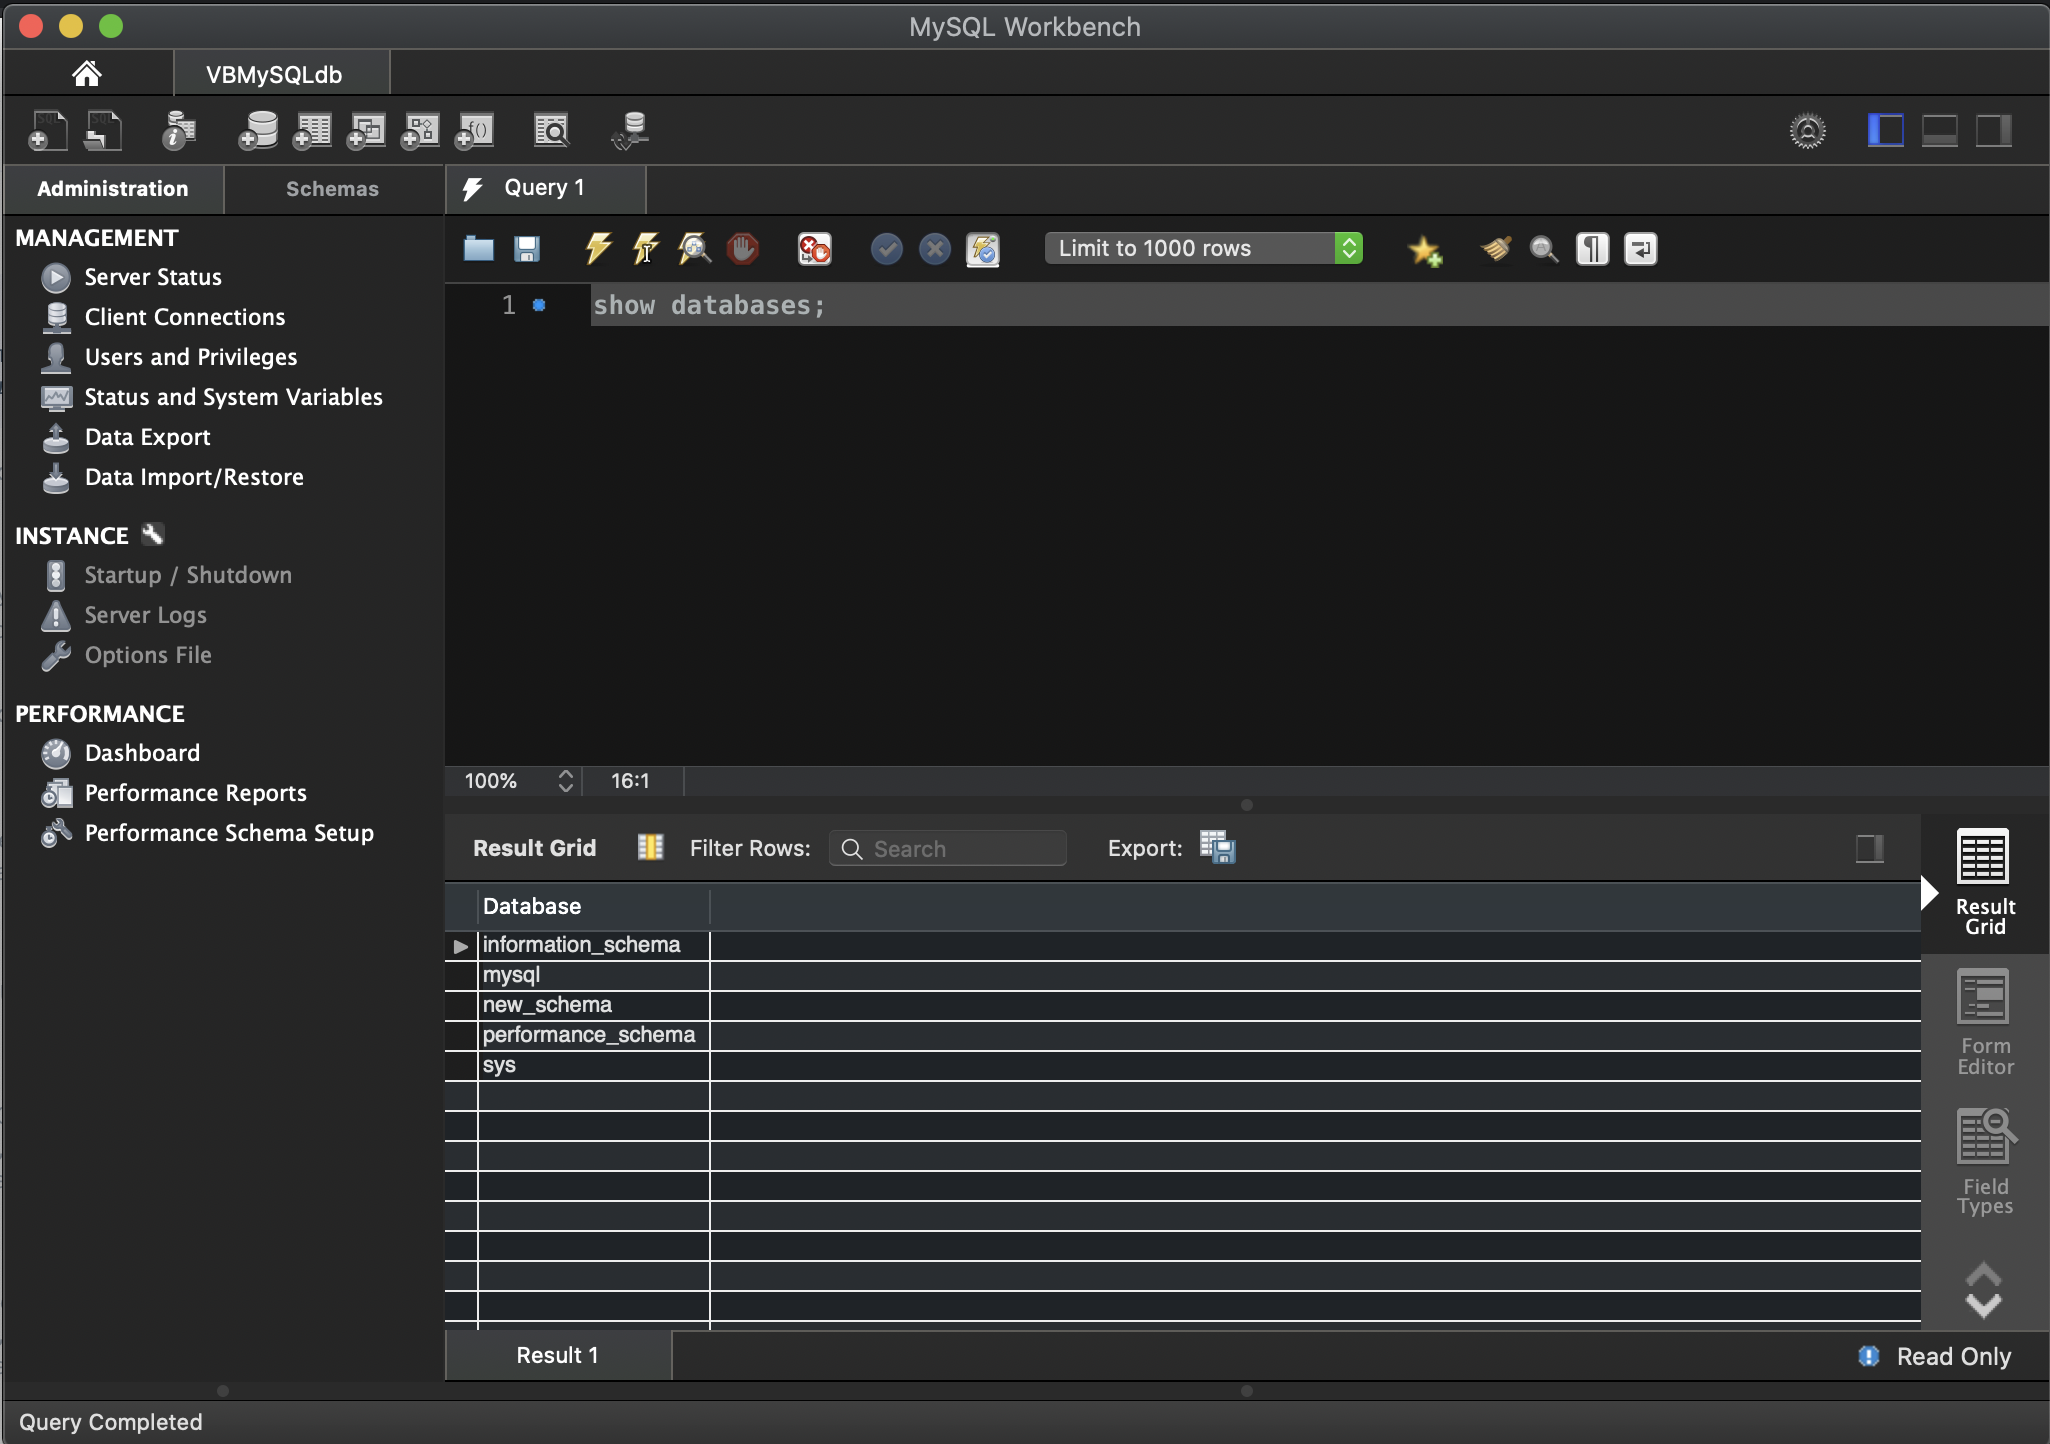 MySQL Workbench
VBMySQLdb
Administration
Schemas
Query 1
MANAGEMENT
Server Status
Client Connections
Users and Privileges
Status and System Variables
Data Export
Data Import/Restore
INSTANCE
Startup / Shutdown
Server Logs
Options File
PERFORMANCE
Dashboard
Performance Reports
Performance Schema Setup
Limit to 1000 rows
1 show databases;
100% 16:1
Result Grid Filter Rows: Search Export:
Database
information_schema
mysql
new_schema
performance_schema
sys
Result
Grid
Form
Editor
Field
Types
Result 1
Read Only
Query Completed